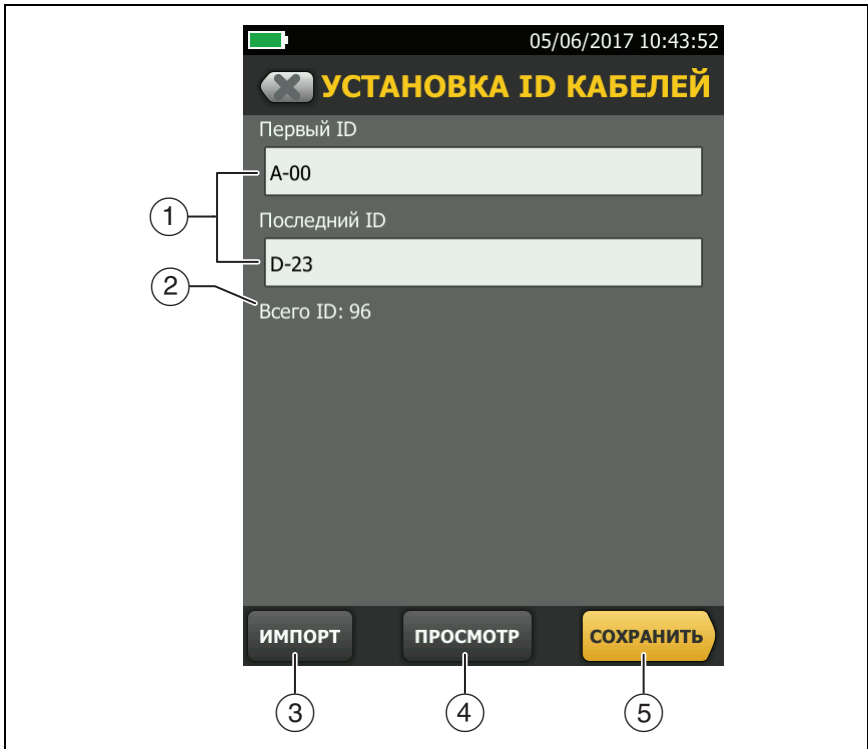 05/06/2017 10:43:52
УСТАНОВКА ID КАБЕЛЕЙ
Первый ID
A-00
1
Последний ID
D-23
2
Всего ID: 96
ИМПОРТ ПРОСМОТР СОХРАНИТЬ
3 4 5